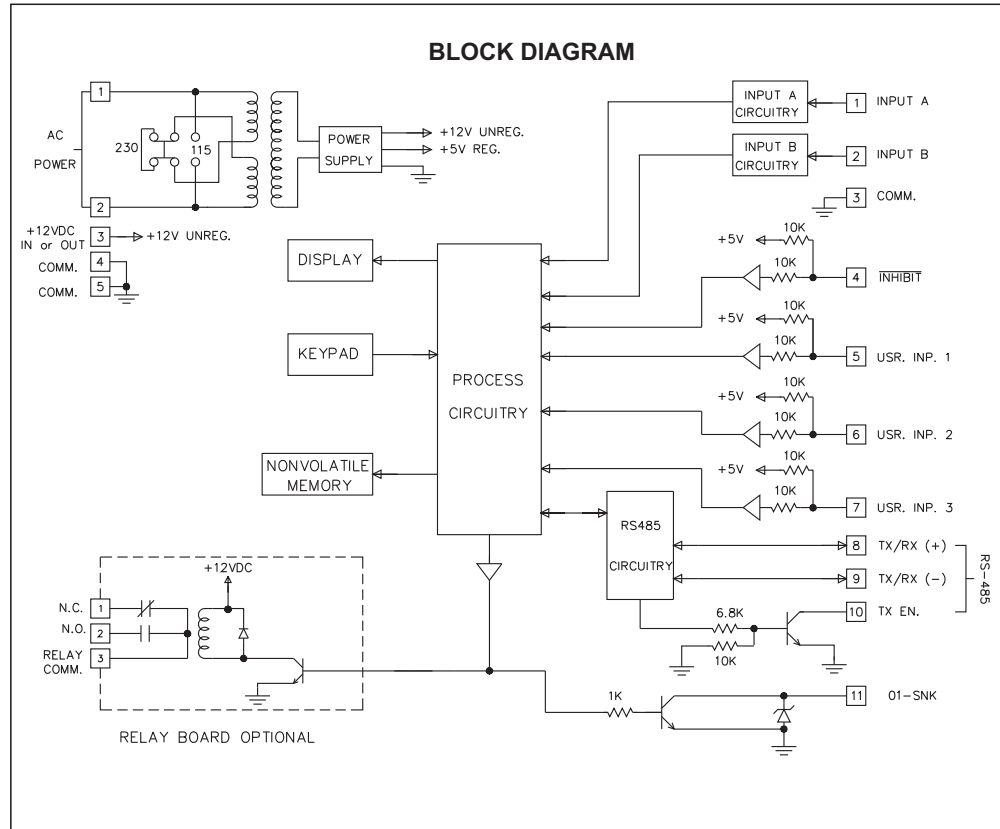 BLOCK DIAGRAM
1
AC
POWER
230
115
2
POWER
SUPPLY
+12V UNREG.
+5V REG.
+12VDC
IN or OUT
3
+12V UNREG.
COMM.
4
COMM.
5
INPUT A
CIRCUITRY
1
INPUT A
INPUT B
CIRCUITRY
2
INPUT B
3
COMM.
DISPLAY
KEYPAD
NONVOLATILE
MEMORY
PROCESS
CIRCUITRY
10K
+5V
10K
4
INHIBIT
10K
+5V
10K
5
USR. INP. 1
10K
+5V
10K
6
USR. INP. 2
10K
+5V
10K
7
USR. INP. 3
RS485
CIRCUITRY
8
TX/RX (+)
9
TX/RX (-)
10
TX EN.
RS-485
6.8K
10K
1K
11
O1-SNK
+12VDC
N.C.
1
N.O.
2
RELAY
COMM.
3
RELAY BOARD OPTIONAL